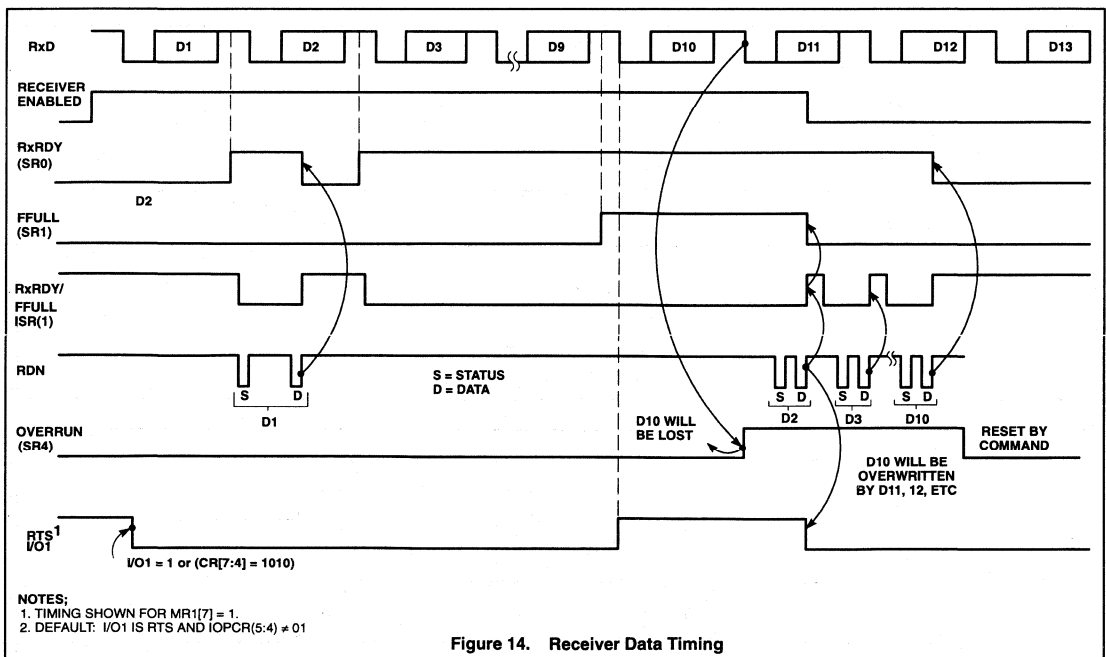 RxD D1 D2 D3 D9 D10 D11 D12 D13
RECEIVER
ENABLED
RxRDY
(SR0)
D2
FFULL
(SR1)
RxRDY/
FFULL
ISR(1)
RDN
S = STATUS
D = DATA
S D S D S D S D
D1 D2 D3 D10
OVERRUN
(SR4)
D10 WILL
BE LOST
RESET BY
COMMAND
D10 WILL BE
OVERWRITTEN
BY D11, 12, ETC
RTS1
I/O1
I/O1 = 1 or (CR[7:4] = 1010)
NOTES;
1. TIMING SHOWN FOR MR1[7] = 1.
2. DEFAULT: I/O1 IS RTS AND IOPCR(5:4) ≠ 01
Figure 14. Receiver Data Timing